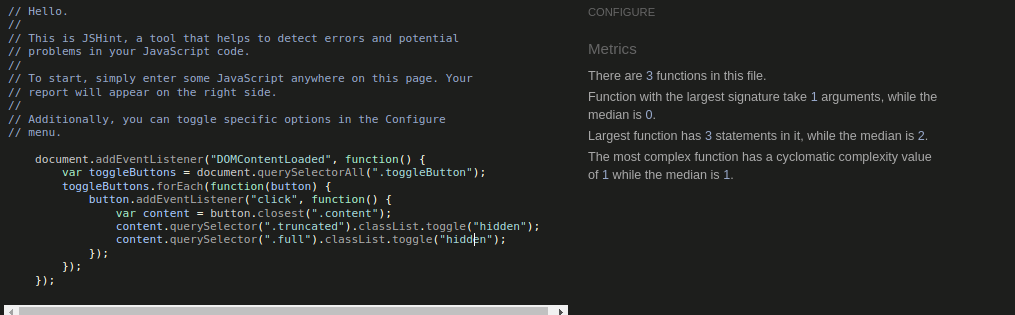 // Hello.
//
// This is JSHint, a tool that helps to detect errors and potential
// problems in your JavaScript code.
//
// To start, simply enter some JavaScript anywhere on this page. Your
// report will appear on the right side.
//
// Additionally, you can toggle specific options in the Configure
// menu.
document.addEventListener("DOMContentLoaded", function() {
var toggleButtons = document.querySelectorAll(".toggleButton");
toggleButtons.forEach(function(button) {
button.addEventListener("click", function() {
var content = button.closest(".content");
content.querySelector(".truncated").classList.toggle("hidden");
content.querySelector(".full").classList.toggle("hidden");
});
});
});
CONFIGURE
Metrics
There are 3 functions in this file.
Function with the largest signature take 1 arguments, while the
median is 0.
Largest function has 3 statements in it, while the median is 2.
The most complex function has a cyclomatic complexity value
of 1 while the median is 1.